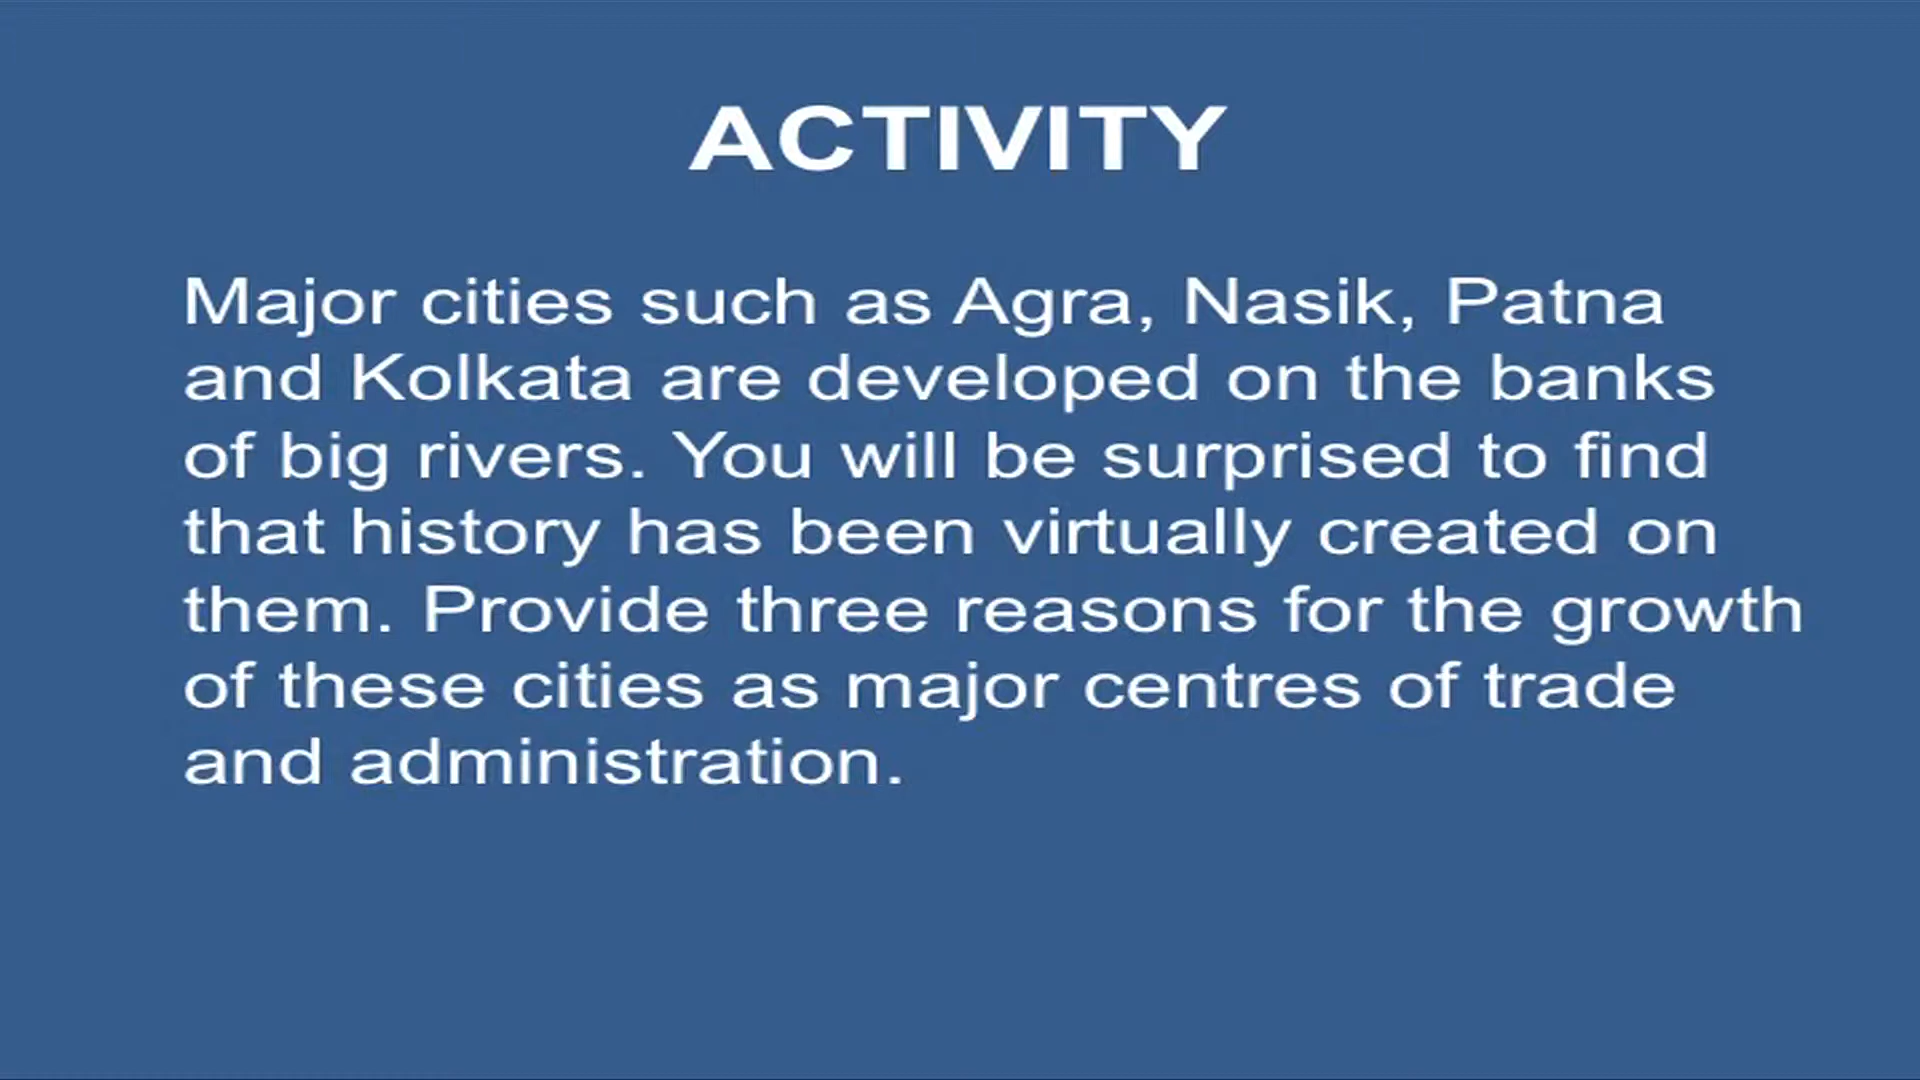 ACTIVITY
Major cities such as Agra, Nasik, Patna
and Kolkata are developed on the banks
of big rivers. You will be surprised to find
that history has been virtually created on
them. Provide three reasons for the growth
of these cities as major centres of trade
and administration.